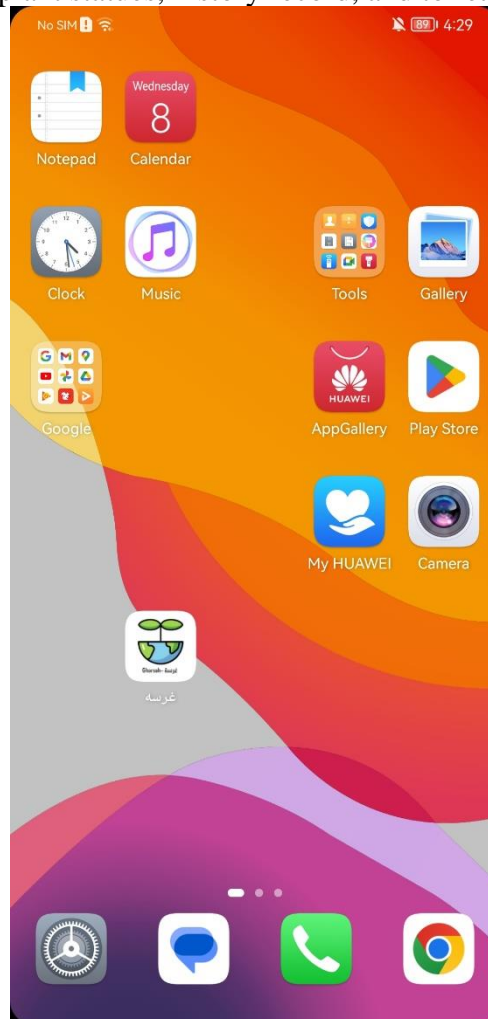 No SIM 89 4:29
Wednesday
8
Notepad Calendar
Clock Music Tools Gallery
HUAWEI
Google AppGallery Play Store
My HUAWEI Camera
غرسه